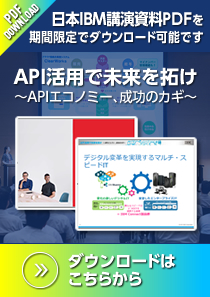 PDF
DOWNLOAD
日本IBM講演資料PDFを
期間限定でダウンロード可能です
API活用で未来を拓け
〜APIエコノミー、成功のカギ〜
デジタル変革を実現するマルチ・ス
ピードIT
ダウンロードは
こちらから